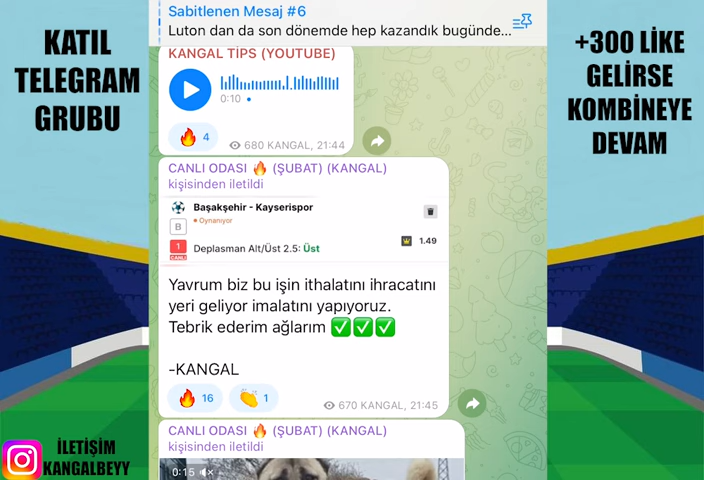 KATIL
TELEGRAM
GRUBU
Sabitlenen Mesaj #6
Luton dan da son dönemde hep kazandık bugünde...
KANGAL TİPS (YOUTUBE)
0:10
🔥 4
680 KANGAL, 21:44
CANLI ODASI 🔥 (ŞUBAT) (KANGAL)
kişisinden iletildi
Başakşehir - Kayserispor
Oynanıyor
B
1
CANLI
Deplasman Alt/Üst 2.5: Üst
1.49
Yavrum biz bu işin ithalatını ihracatını
yeri geliyor imalatını yapıyoruz.
Tebrik ederim ağlarım ✅✅✅
-KANGAL
🔥 16 👏 1
670 KANGAL, 21:45
CANLI ODASI 🔥 (ŞUBAT) (KANGAL)
kişisinden iletildi
0:15
+300 LİKE
GELİRSE
KOMBİNEYE
DEVAM
İLETİŞİM
KANGALBEYY